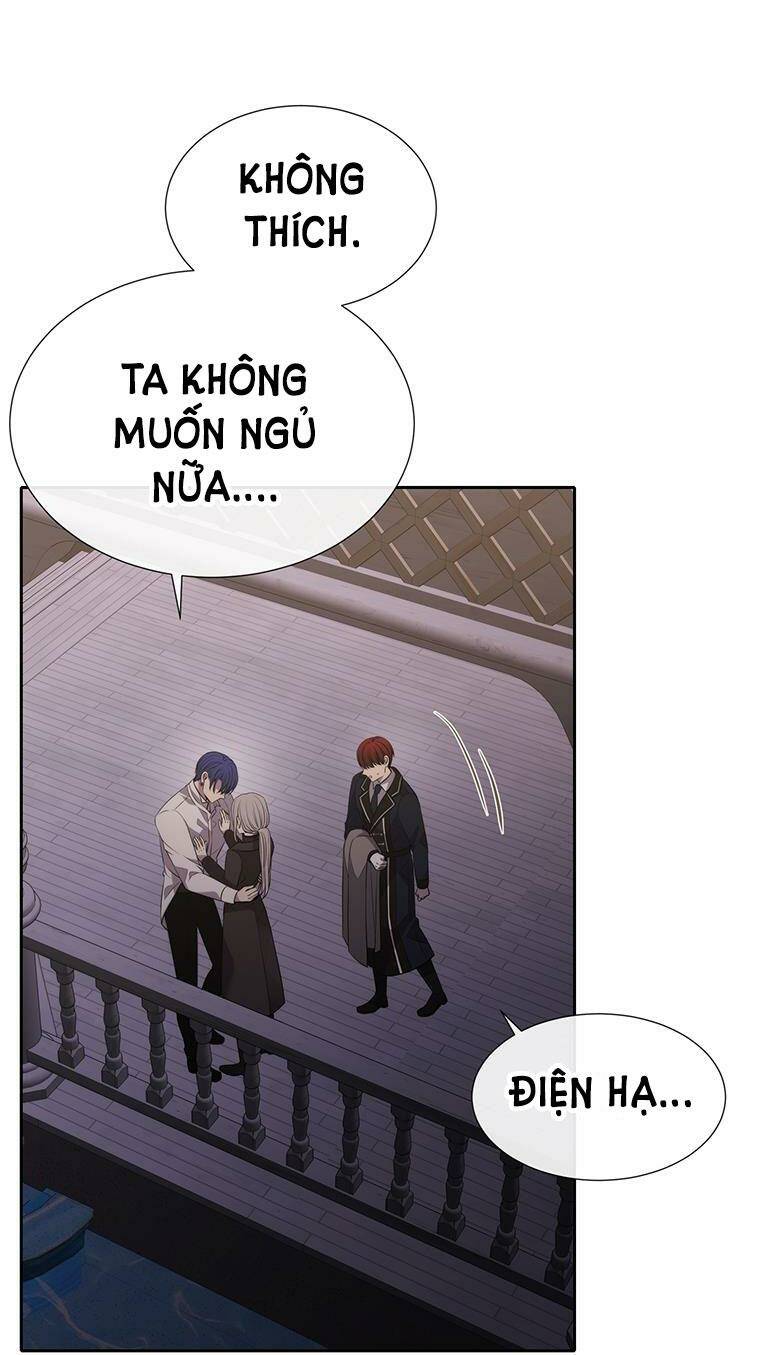 KHÔNG
THÍCH.
TA KHÔNG
MUỐN NGỦ
NỮA....
ĐIỆN HẠ...